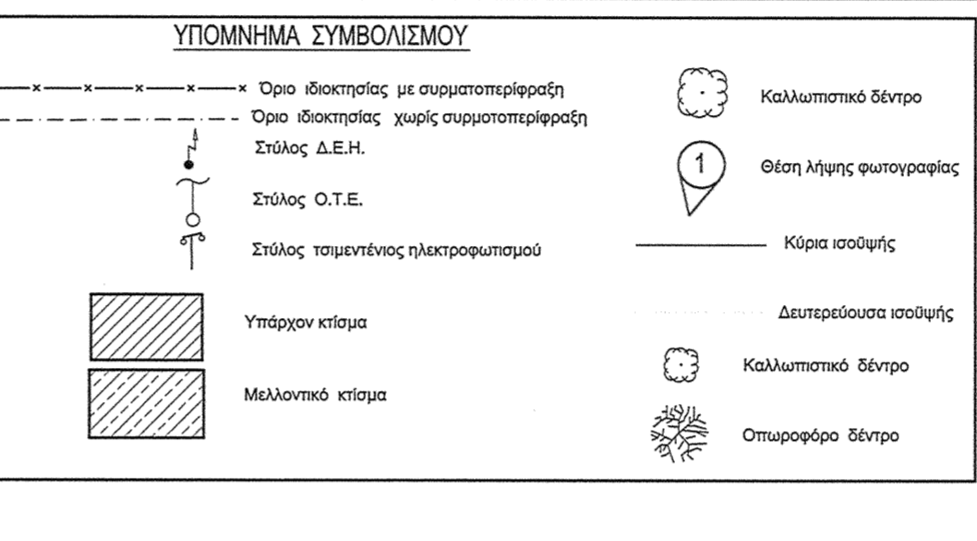 ΥΠΟΜΝΗΜΑ ΣΥΜΒΟΛΙΣΜΟΥ
Όριο ιδιοκτησίας με συρματοπερίφραξη
Όριο ιδιοκτησίας χωρίς συρμοτοπερίφραξη
Στύλος Δ.Ε.Η.
Στύλος Ο.Τ.Ε.
Στύλος τσιμεντένιος ηλεκτροφωτισμού
Υπάρχον κτίσμα
Μελλοντικό κτίσμα
Καλλωπιστικό δέντρο
1
Θέση λήψης φωτογραφίας
Κύρια ισοϋψής
Δευτερεύουσα ισοϋψής
Καλλωπιστικό δέντρο
Οπωροφόρο δέντρο